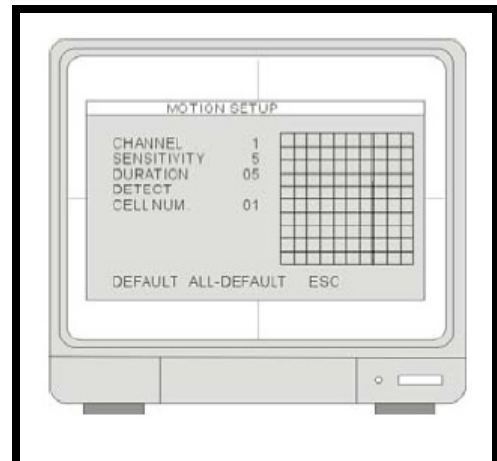 MOTION SETUP
CHANNEL 1
SENSITIVITY 5
DURATION 05
DETECT
CELL NUM. 01
DEFAULT ALL-DEFAULT ESC